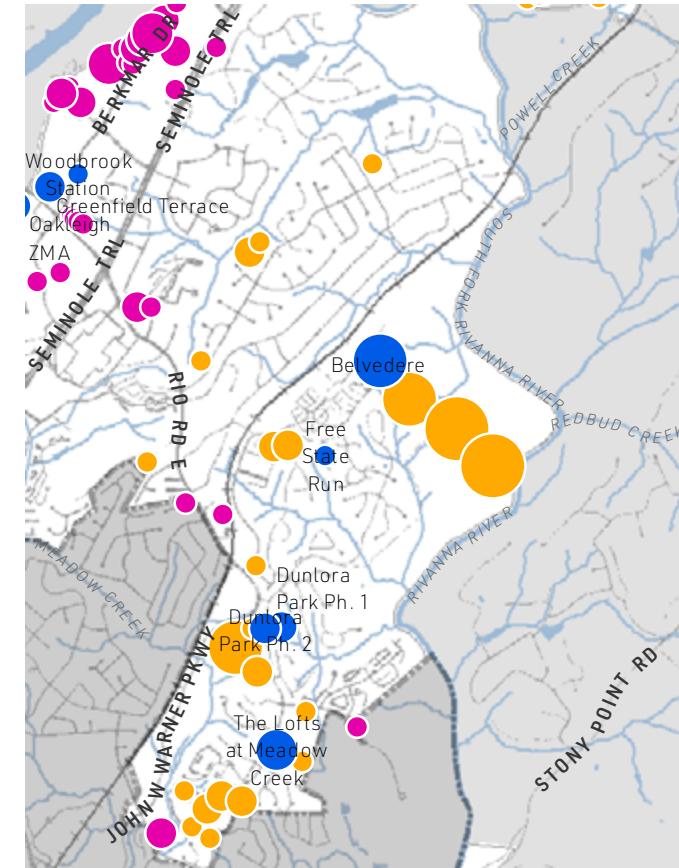 BERKMAR DR
SEMINOLE TRL
POWELL CREEK
Woodbrook
Station
Greenfield Terrace
Oakleigh
ZMA
SEMINOLE TRL
SOUTH FORK RIVANNA RIVER
Belvedere
RIO RD E
REDBUD CREEK
Free
State
Run
RIVANNA RIVER
MEADOW CREEK
Dunlora
Park Ph. 1
Dunlora
Park Ph. 2
JOHN W WARNER PKWY
STONY POINT RD
The Lofts
at Meadow
Creek